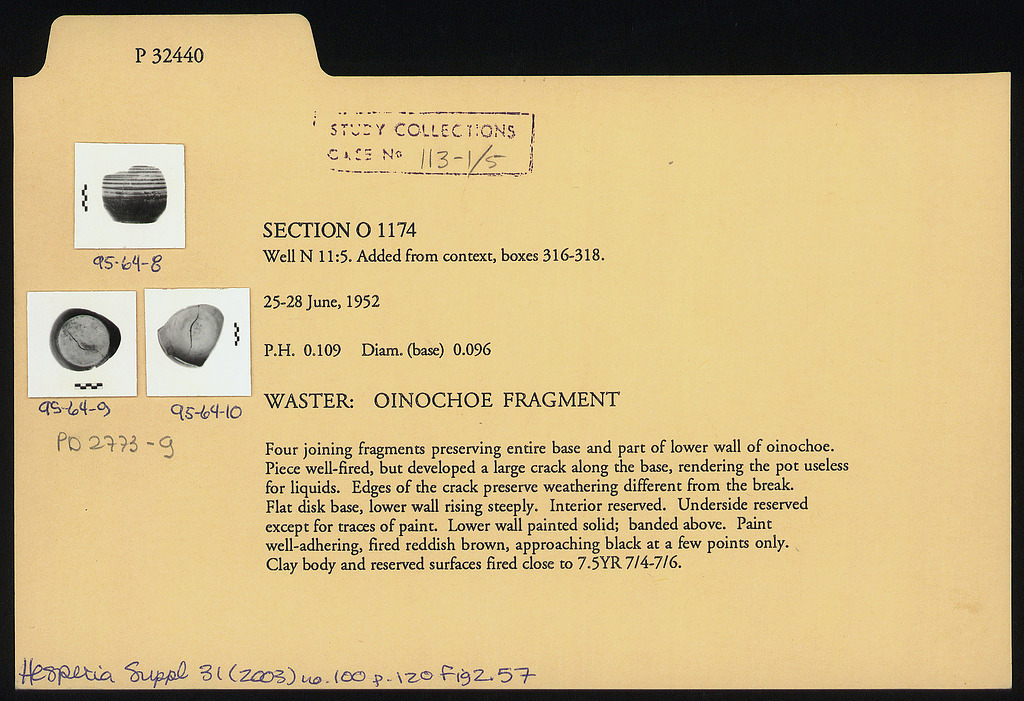 P 32440
STUDY COLLECTIONS
CASE No 113-1/5
95-64-8
SECTION O 1174
Well N 11:5. Added from context, boxes 316-318.
25-28 June, 1952
P.H. 0.109 Diam. (base) 0.096
95-64-9
95-64-10
PD 2773-9
WASTER: OINOCHOE FRAGMENT
Four joining fragments preserving entire base and part of lower wall of oinochoe.
Piece well-fired, but developed a large crack along the base, rendering the pot useless
for liquids. Edges of the crack preserve weathering different from the break.
Flat disk base, lower wall rising steeply. Interior reserved. Underside reserved
except for traces of paint. Lower wall painted solid; banded above. Paint
well-adhering, fired reddish brown, approaching black at a few points only.
Clay body and reserved surfaces fired close to 7.5YR 7/4-7/6.
Hesperia Suppl 31 (2003) no. 100 p. 120 Fig 2.57